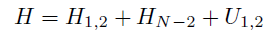 H = H_{1,2} + H_{N-2} + U_{1,2}